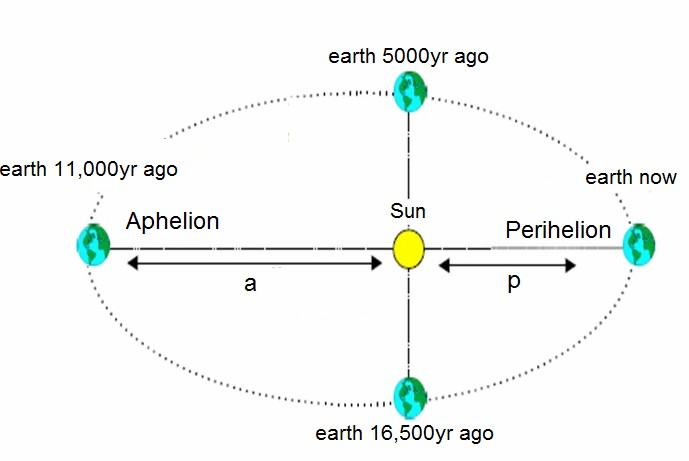 earth 5000yr ago
earth 11,000yr ago
earth now
Aphelion
Sun
Perihelion
a
p
earth 16,500yr ago